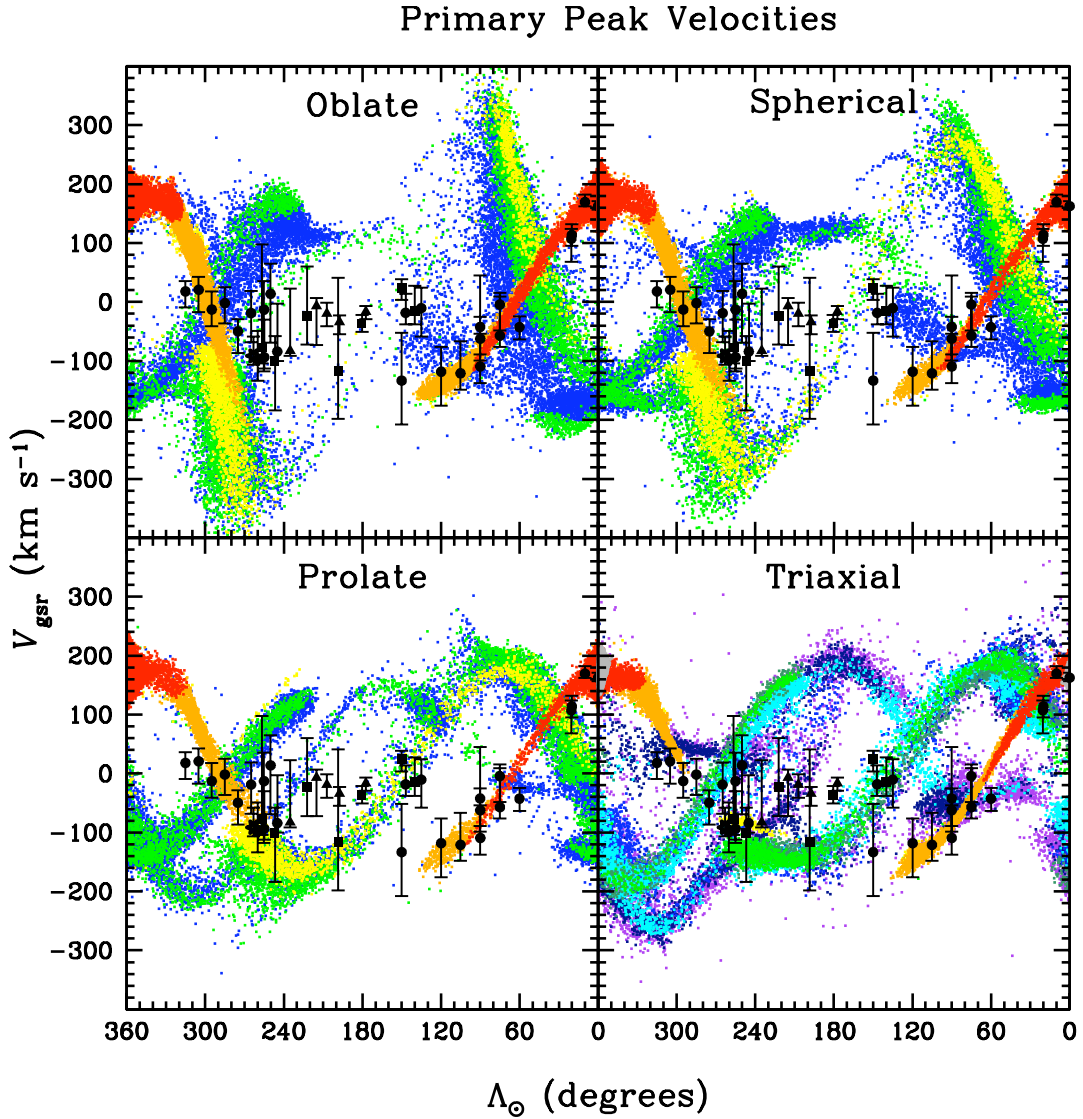 Primary Peak Velocities
Oblate
Spherical
300
200
100
0
−100
−200
−300
Prolate
Triaxial
300
200
100
0
−100
−200
−300
V_gsr (km s⁻¹)
360 300 240 180 120 60 0 300 240 180 120 60 0
Λ⊙ (degrees)